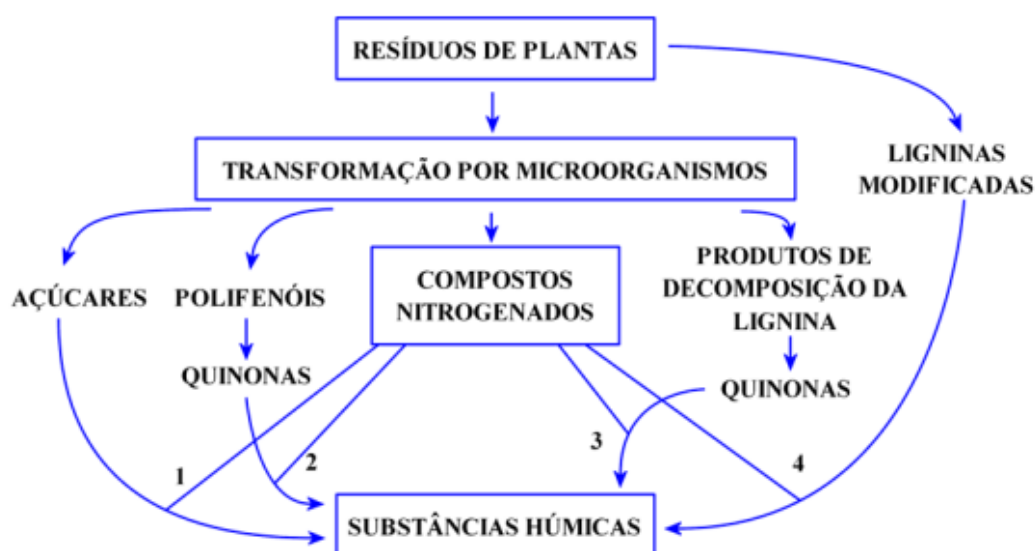 RESÍDUOS DE PLANTAS
TRANSFORMAÇÃO POR MICROORGANISMOS
LIGNINAS
MODIFICADAS
AÇÚCARES
POLIFENÓIS
COMPOSTOS
NITROGENADOS
PRODUTOS DE
DECOMPOSIÇÃO DA
LIGNINA
QUINONAS
QUINONAS
1
2
3
4
SUBSTÂNCIAS HÚMICAS